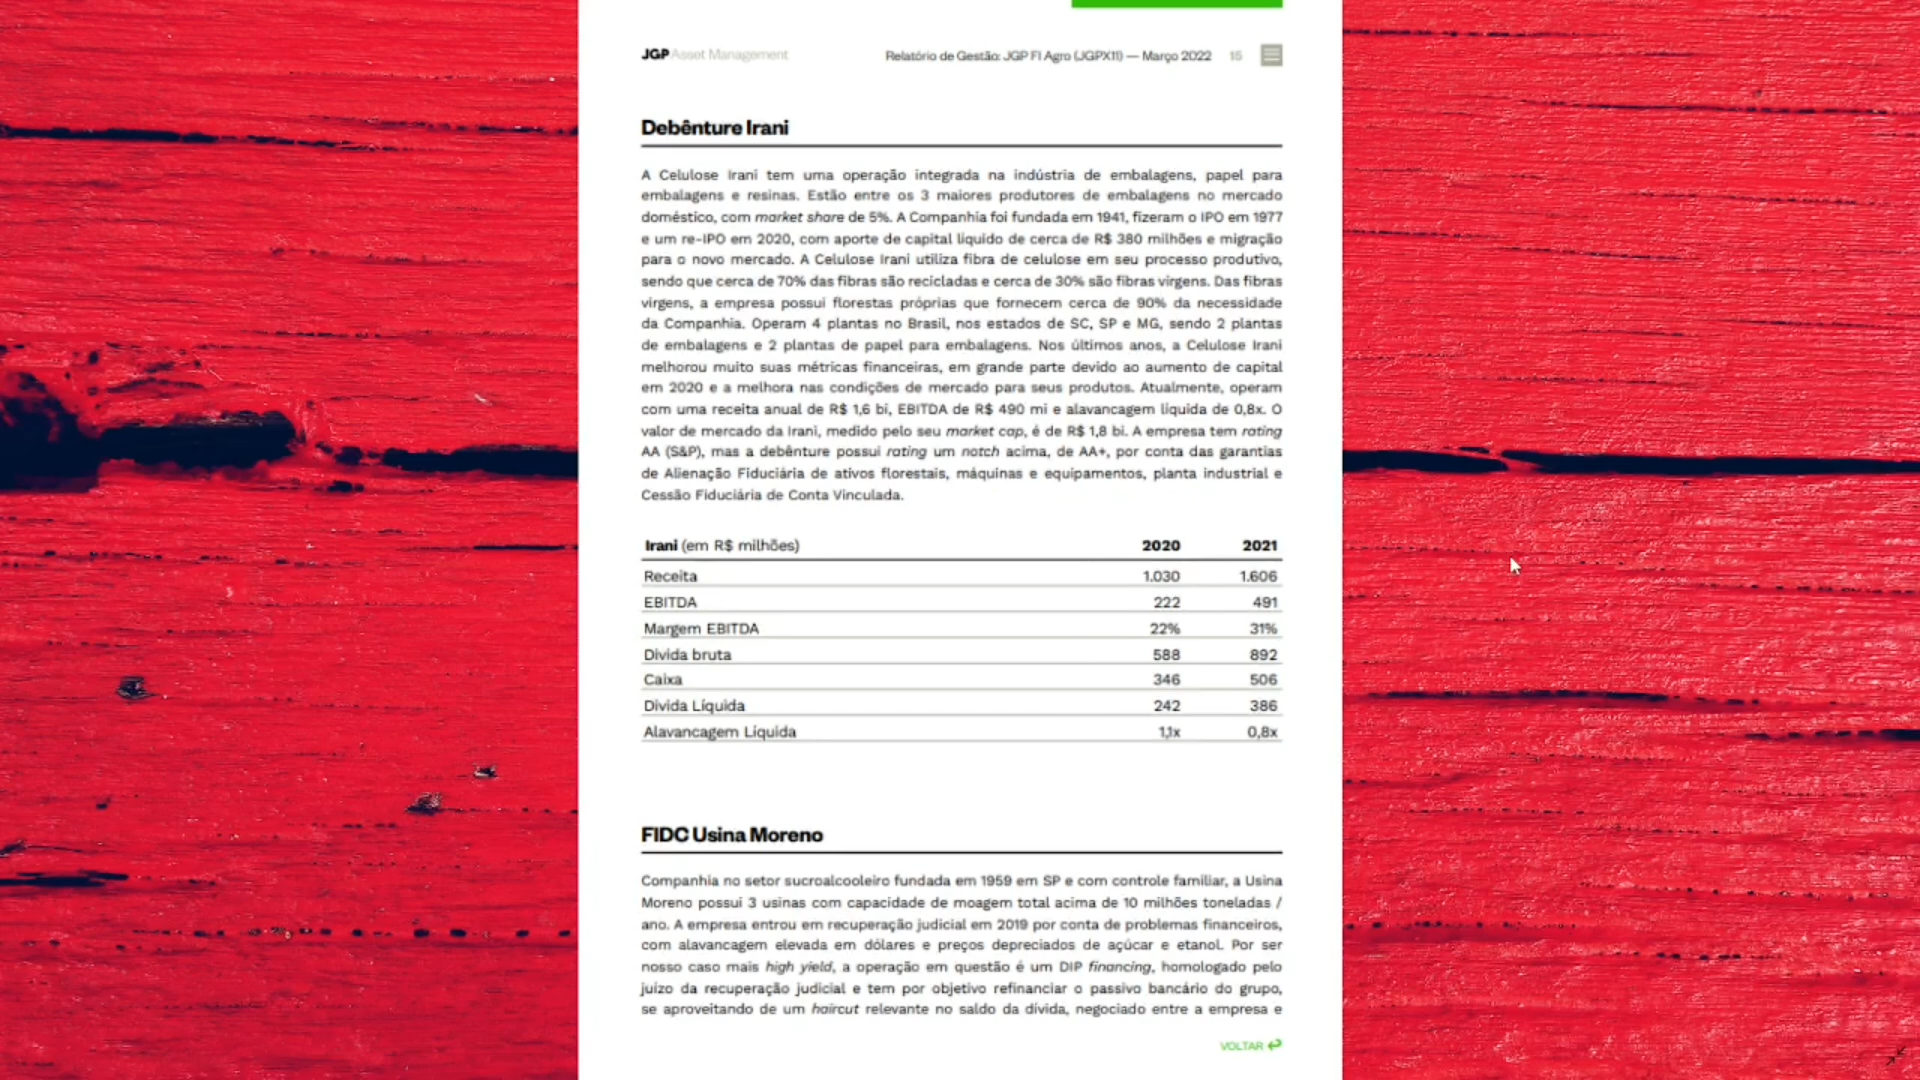 JGP Asset Management
Relatório de Gestão: JGP FI Agro (JGPX11) — Março 2022 15
Debênture Irani
A Celulose Irani tem uma operação integrada na indústria de embalagens, papel para
embalagens e resinas. Estão entre os 3 maiores produtores de embalagens no mercado
doméstico, com market share de 5%. A Companhia foi fundada em 1941, fizeram o IPO em 1977
e um re-IPO em 2020, com aporte de capital líquido de cerca de R$ 380 milhões e migração
para o novo mercado. A Celulose Irani utiliza fibra de celulose em seu processo produtivo,
sendo que cerca de 70% das fibras são recicladas e cerca de 30% são fibras virgens. Das fibras
virgens, a empresa possui florestas próprias que fornecem cerca de 90% da necessidade
da Companhia. Operam 4 plantas no Brasil, nos estados de SC, SP e MG, sendo 2 plantas
de embalagens e 2 plantas de papel para embalagens. Nos últimos anos, a Celulose Irani
melhorou muito suas métricas financeiras, em grande parte devido ao aumento de capital
em 2020 e a melhora nas condições de mercado para seus produtos. Atualmente, operam
com uma receita anual de R$ 1,6 bi, EBITDA de R$ 490 mi e alavancagem líquida de 0,8x. O
valor de mercado da Irani, medido pelo seu market cap, é de R$ 1,8 bi. A empresa tem rating
AA (S&P), mas a debênture possui rating um notch acima, de AA+, por conta das garantias
de Alienação Fiduciária de ativos florestais, máquinas e equipamentos, planta industrial e
Cessão Fiduciária de Conta Vinculada.
Irani (em R$ milhões) 2020 2021
Receita 1.030 1.606
EBITDA 222 491
Margem EBITDA 22% 31%
Dívida bruta 588 892
Caixa 346 506
Dívida Líquida 242 386
Alavancagem Líquida 1,1x 0,8x
FIDC Usina Moreno
Companhia no setor sucroalcooleiro fundada em 1959 em SP e com controle familiar, a Usina
Moreno possui 3 usinas com capacidade de moagem total acima de 10 milhões toneladas /
ano. A empresa entrou em recuperação judicial em 2019 por conta de problemas financeiros,
com alavancagem elevada em dólares e preços depreciados de açúcar e etanol. Por ser
nosso caso mais high yield, a operação em questão é um DIP financing, homologado pelo
juízo da recuperação judicial e tem por objetivo refinanciar o passivo bancário do grupo,
se aproveitando de um haircut relevante no saldo da dívida, negociado entre a empresa e
VOLTAR